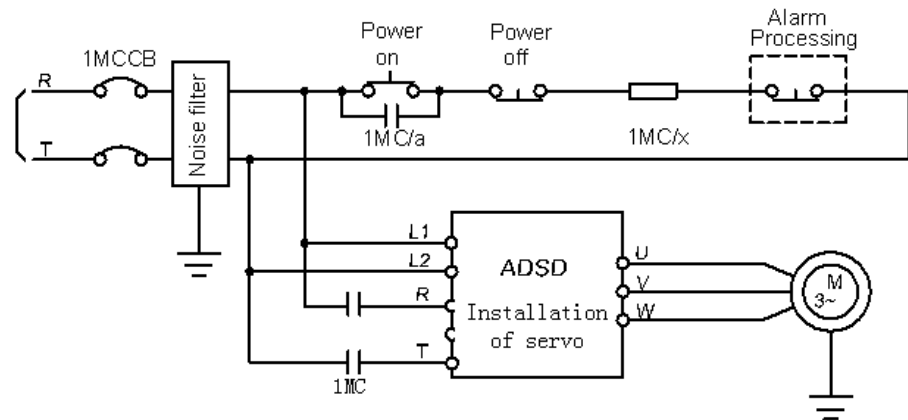 Alarm
Processing
Power
on
Power
off
1MCCB
R
T
Noise filter
1MC/a
1MC/x
L1
L2
R
T
1MC
ADSD
Installation
of servo
U
V
W
M
3~